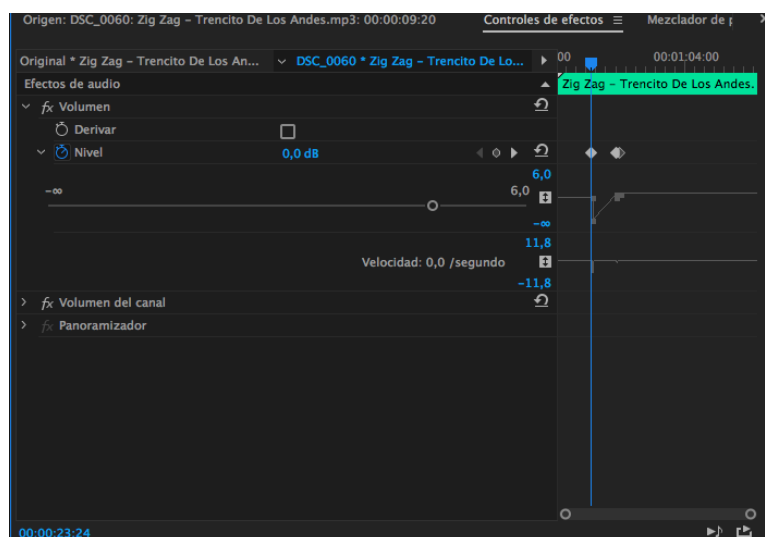 Origen: DSC_0060: Zig Zag – Trencito De Los Andes.mp3: 00:00:09:20 Controles de efectos Mezclador de
Original * Zig Zag – Trencito De Los An... DSC_0060 * Zig Zag – Trencito De Lo... 00 00:01:04:00
Efectos de audio Zig Zag – Trencito De Los Andes.
fx Volumen
Derivar
Nivel 0,0 dB
6,0
-∞ 6,0
-∞
11,8
Velocidad: 0,0 /segundo
-11,8
fx Volumen del canal
fx Panoramizador
00:00:23:24